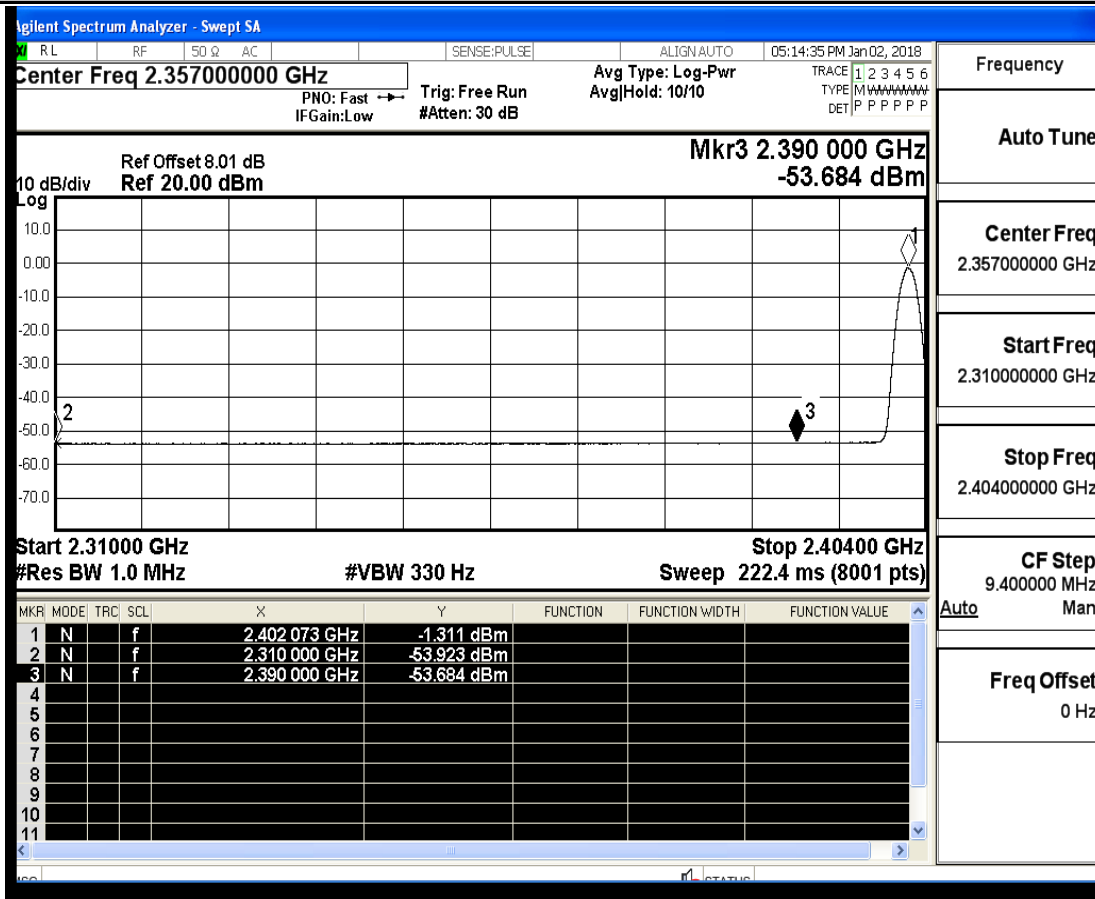 Agilent Spectrum Analyzer - Swept SA
RL RF 50 Ω AC SENSE:PULSE ALIGN AUTO 05:14:35 PM Jan 02, 2018
Center Freq 2.357000000 GHz
PNO: Fast
IFGain:Low
Trig: Free Run
#Atten: 30 dB
Avg Type: Log-Pwr
Avg|Hold: 10/10
TRACE 1 2 3 4 5 6
TYPE M WWWWW
DET P P P P P P
Ref Offset 8.01 dB
10 dB/div Ref 20.00 dBm
Mkr3 2.390 000 GHz
-53.684 dBm
Log
10.0
0.00
-10.0
-20.0
-30.0
-40.0
-50.0
-60.0
-70.0
1
2
3
Start 2.31000 GHz Stop 2.40400 GHz
#Res BW 1.0 MHz #VBW 330 Hz Sweep 222.4 ms (8001 pts)
MKR MODE TRC SCL X Y FUNCTION FUNCTION WIDTH FUNCTION VALUE
1 N f 2.402 073 GHz -1.311 dBm
2 N f 2.310 000 GHz -53.923 dBm
3 N f 2.390 000 GHz -53.684 dBm
4
5
6
7
8
9
10
11
Frequency
Auto Tune
Center Freq
2.357000000 GHz
Start Freq
2.310000000 GHz
Stop Freq
2.404000000 GHz
CF Step
9.400000 MHz
Auto Man
Freq Offset
0 Hz
STATUS